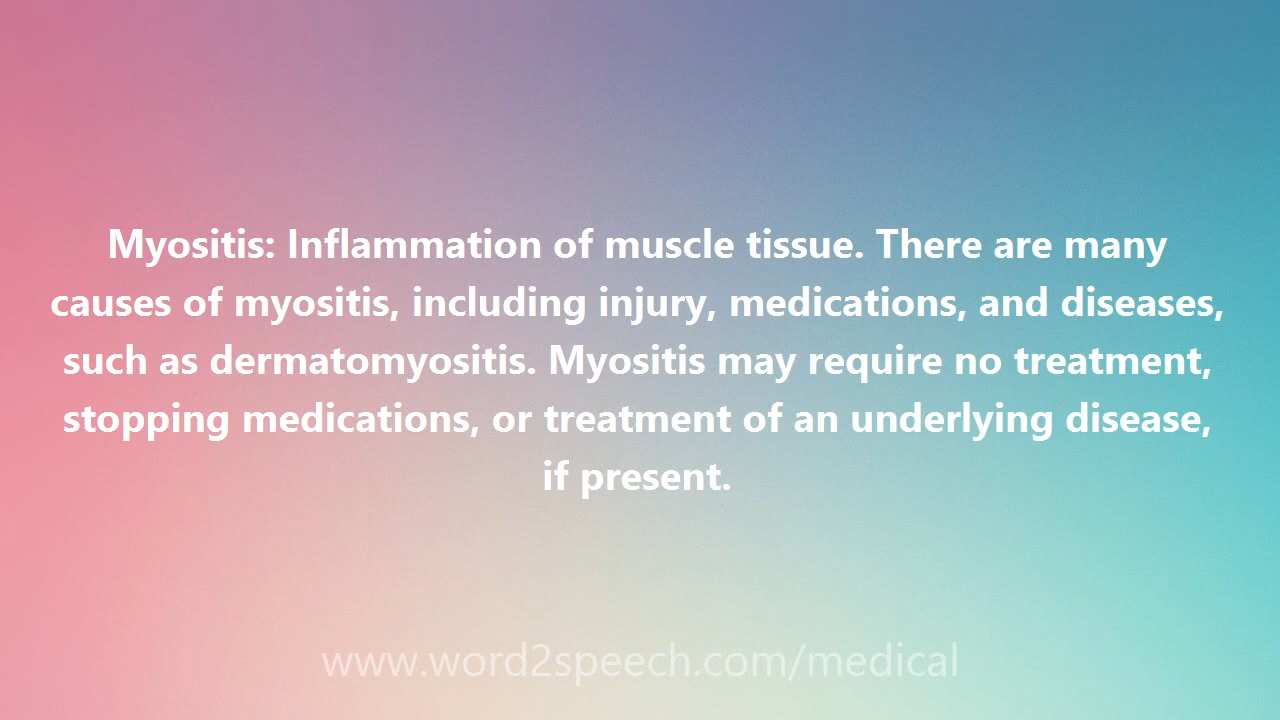 Myositis: Inflammation of muscle tissue. There are many
causes of myositis, including injury, medications, and diseases,
such as dermatomyositis. Myositis may require no treatment,
stopping medications, or treatment of an underlying disease,
if present.
www.word2speech.com/medical